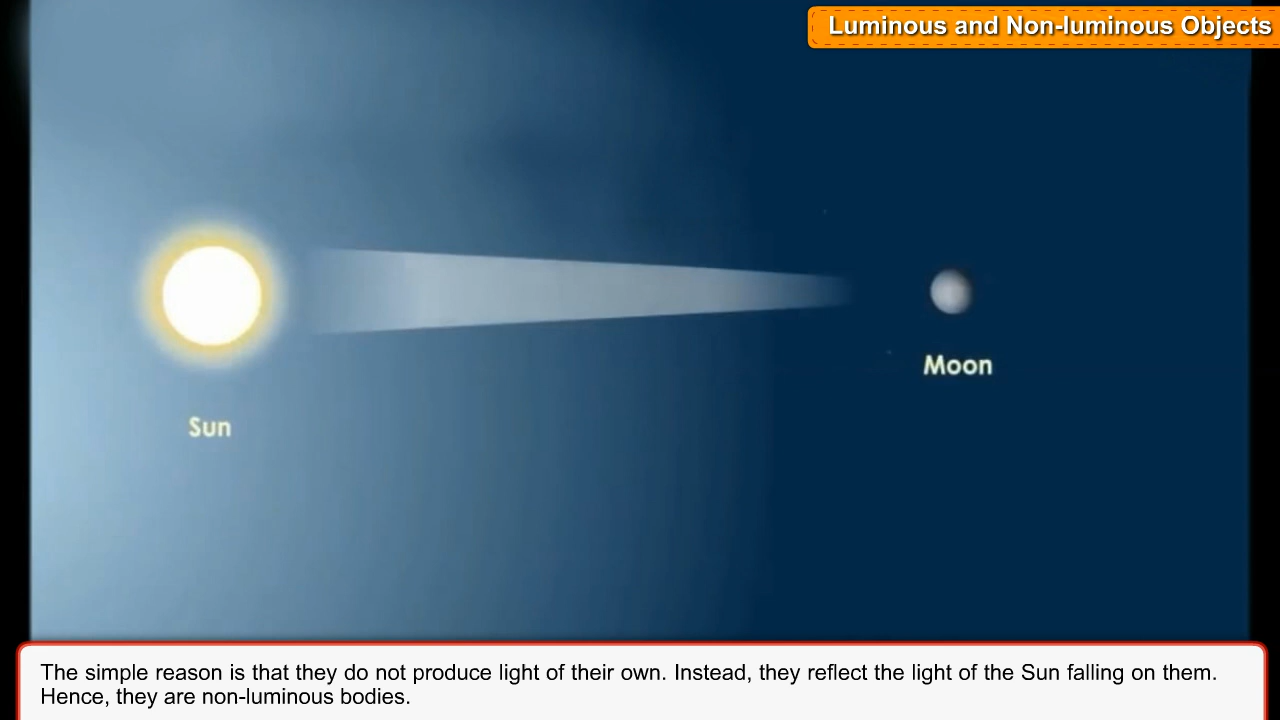 Luminous and Non-luminous Objects
Sun
Moon
The simple reason is that they do not produce light of their own. Instead, they reflect the light of the Sun falling on them.
Hence, they are non-luminous bodies.